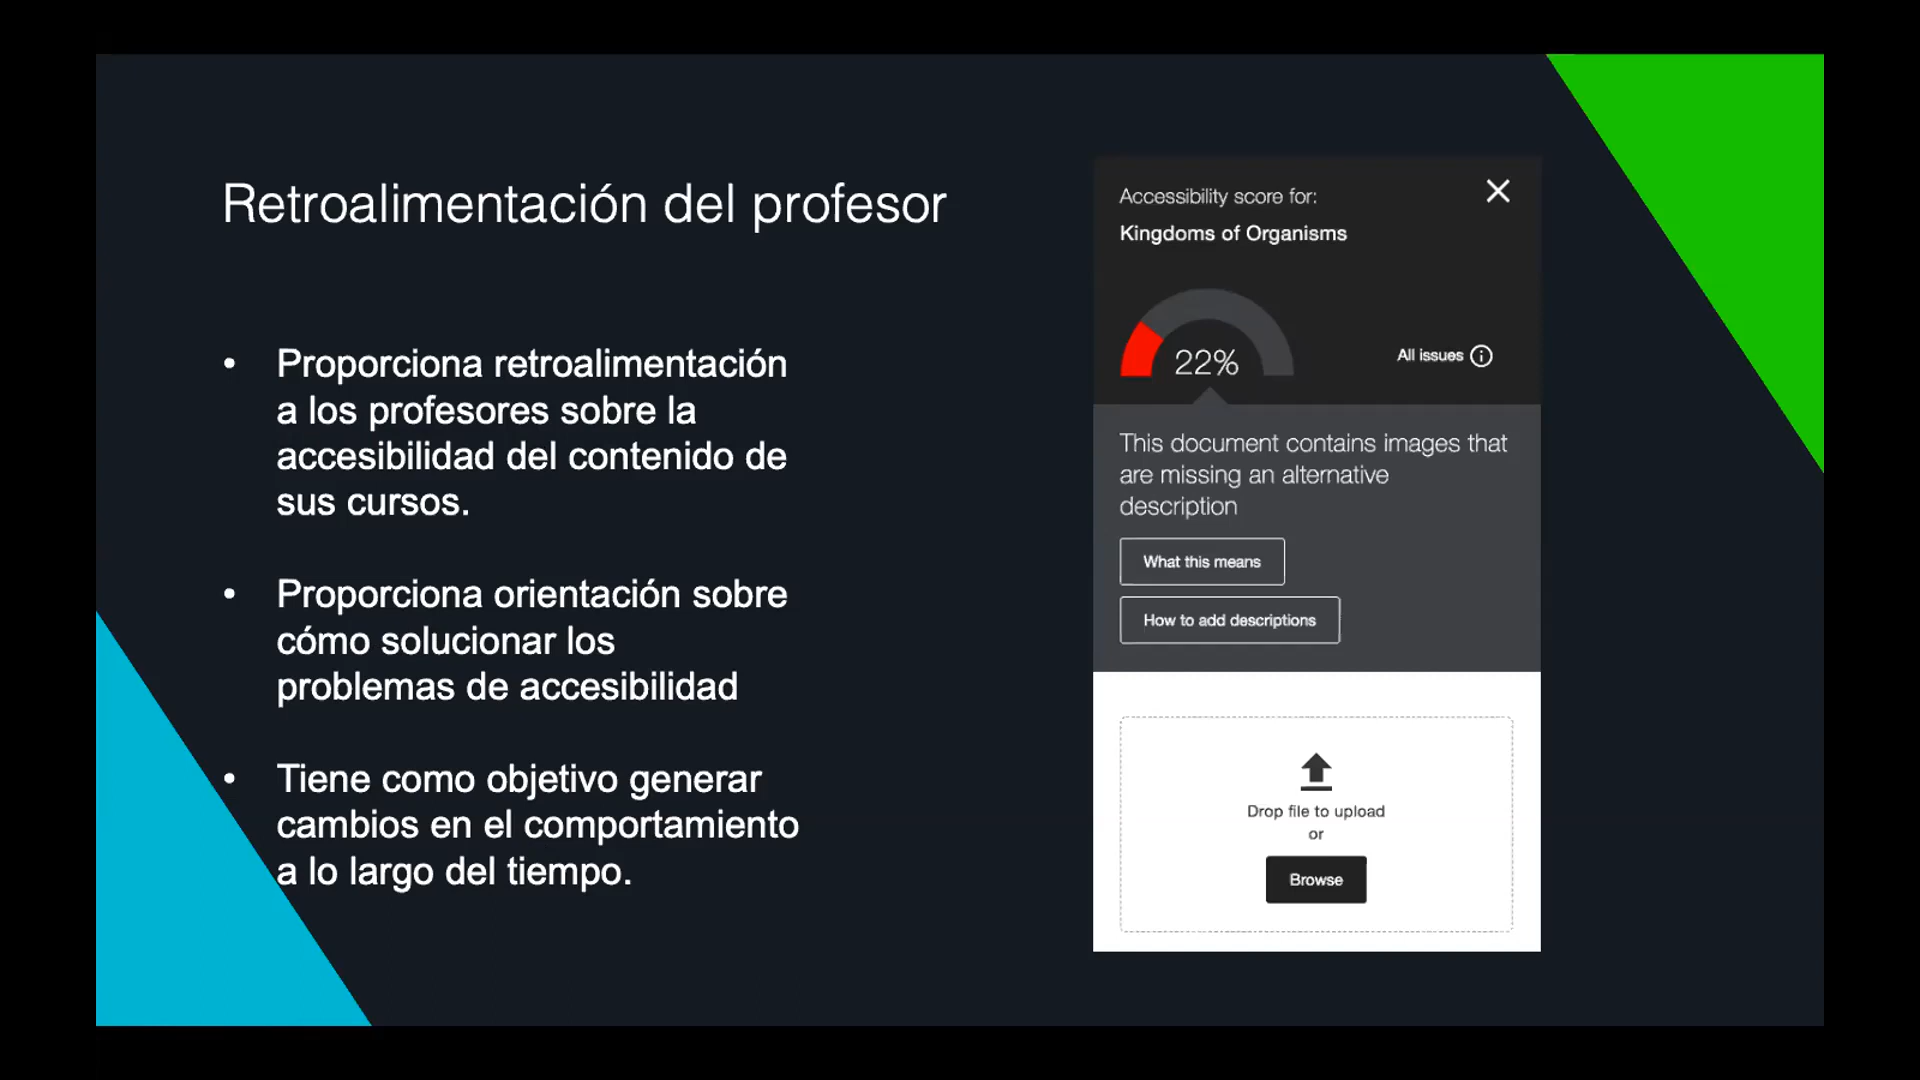 Retroalimentación del profesor
• Proporciona retroalimentación
a los profesores sobre la
accesibilidad del contenido de
sus cursos.
• Proporciona orientación sobre
cómo solucionar los
problemas de accesibilidad
• Tiene como objetivo generar
cambios en el comportamiento
a lo largo del tiempo.
Accessibility score for:
Kingdoms of Organisms
22%
All issues
This document contains images that
are missing an alternative
description
What this means
How to add descriptions
Drop file to upload
or
Browse